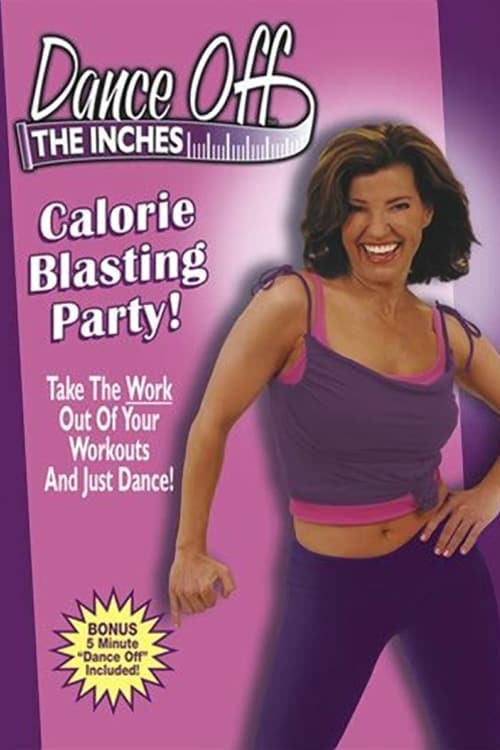 Dance Off
THE INCHES
Calorie
Blasting
Party!
Take The Work
Out Of Your
Workouts
And Just Dance!
BONUS
5 Minute
"Dance Off"
Included!